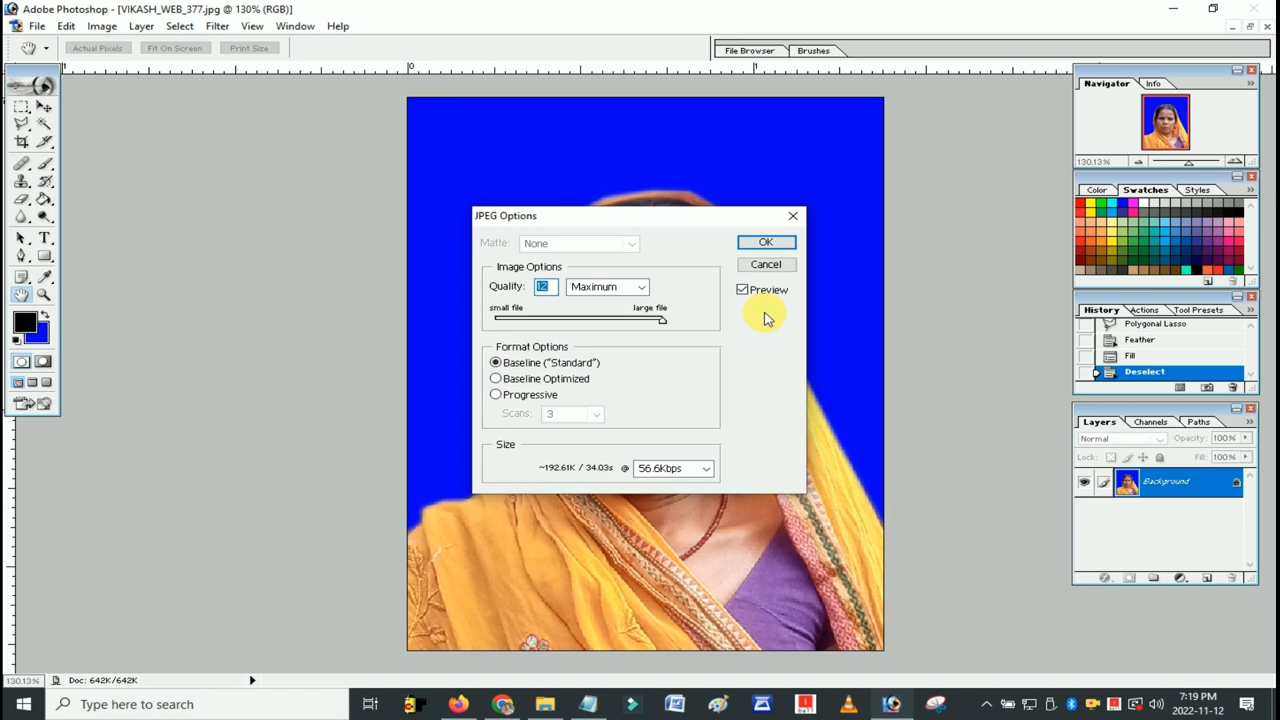 Adobe Photoshop - [VIKASH_WEB_377.jpg @ 130% (RGB)]
File Edit Image Layer Select Filter View Window Help
Actual Pixels Fit On Screen Print Size
File Browser Brushes
1 0 1
Navigator Info
130.13%
Color Swatches Styles
JPEG Options
Matte: None
OK
Image Options
Cancel
Quality: 12 Maximum
Preview
small file large file
History Actions Tool Presets
Polygonal Lasso
Feather
Fill
Deselect
Format Options
Baseline ("Standard")
Baseline Optimized
Progressive
Scans: 3
Size
~192.61K / 34.03s @ 56.6Kbps
Layers Channels Paths
Normal Opacity: 100%
Lock: Fill: 100%
Background
130.13% Doc: 642K/642K
Type here to search
7:19 PM
2022-11-12